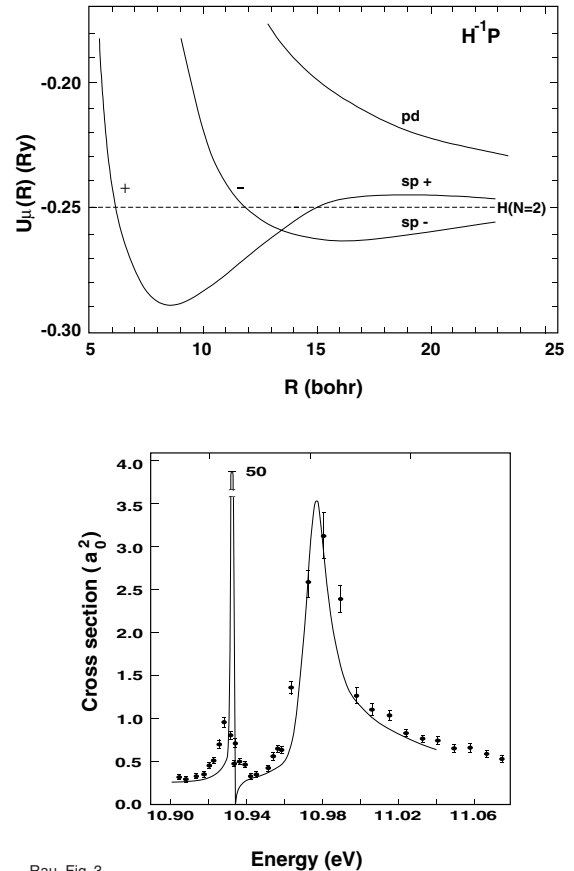 H⁻¹P
-0.20
-0.25
-0.30
Uμ(R) (Ry)
pd
+
-
sp +
sp -
H(N=2)
5 10 15 20 25
R (bohr)
4.0
3.5
3.0
2.5
2.0
1.5
1.0
0.5
0.0
Cross section (a₀²)
50
10.90 10.94 10.98 11.02 11.06
Energy (eV)